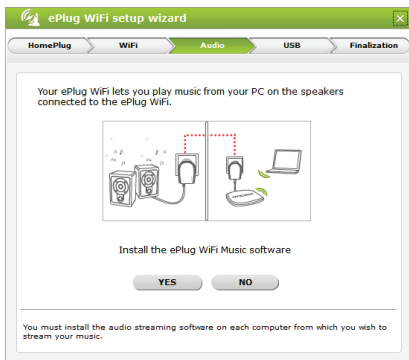 ePlug WiFi setup wizard
HomePlug
WiFi
Audio
USB
Finalization
Your ePlug WiFi lets you play music from your PC on the speakers
connected to the ePlug WiFi.
Install the ePlug WiFi Music software
YES
NO
You must install the audio streaming software on each computer from which you wish to
stream your music.